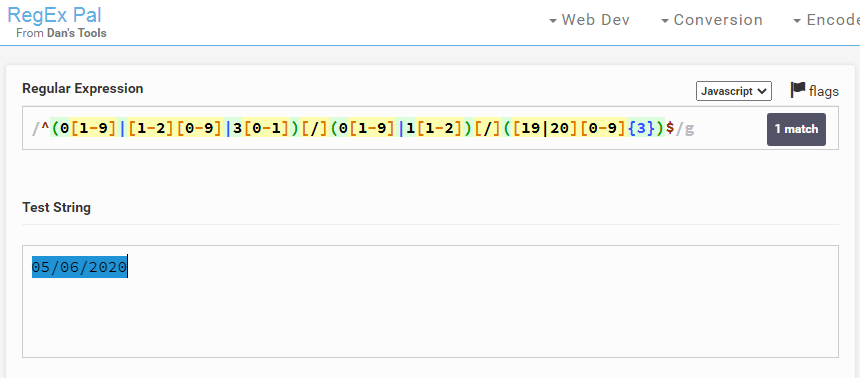 RegEx Pal
From Dan's Tools
Web Dev
Conversion
Encode
Regular Expression
Javascript
flags
/^(0[1-9]|[1-2][0-9]|3[0-1])[/](0[1-9]|1[1-2])[/]([19|20][0-9]{3})$/g
1 match
Test String
05/06/2020